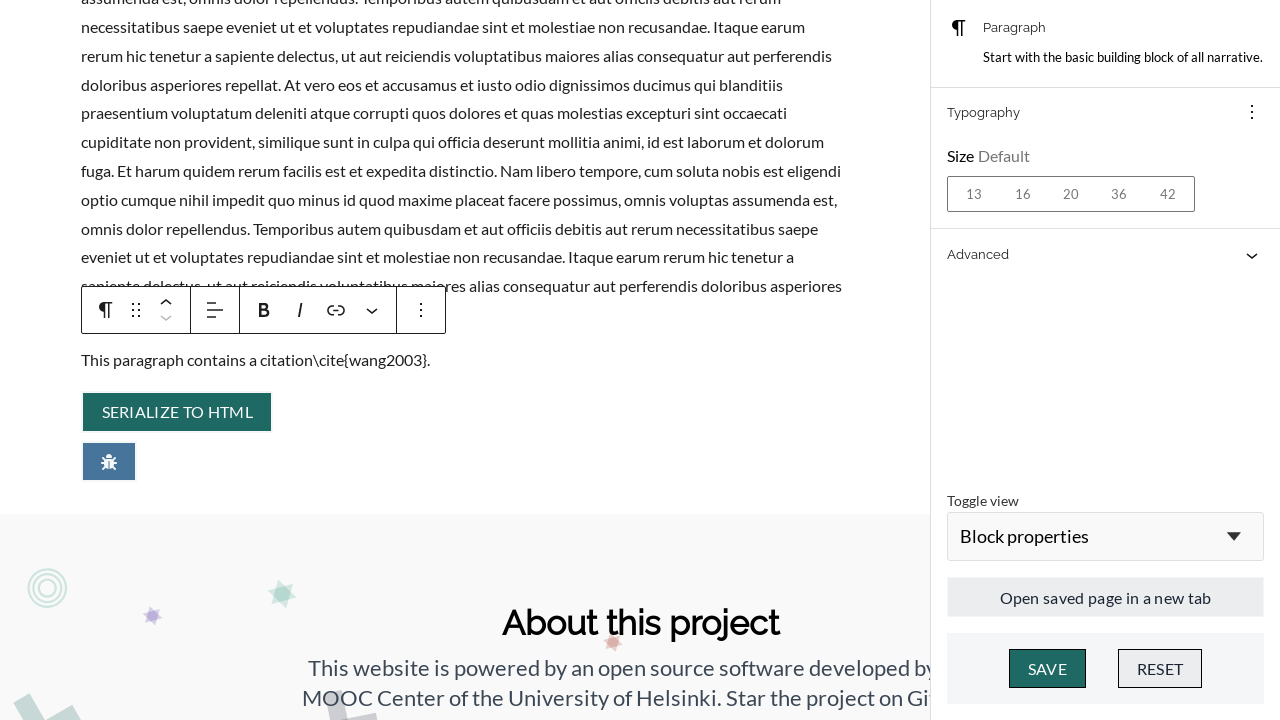 assumenda est, omnis dolor repellendus. Temporibus autem quibusdam et aut officiis debitis aut rerum
necessitatibus saepe eveniet ut et voluptates repudiandae sint et molestiae non recusandae. Itaque earum
rerum hic tenetur a sapiente delectus, ut aut reiciendis voluptatibus maiores alias consequatur aut perferendis
doloribus asperiores repellat. At vero eos et accusamus et iusto odio dignissimos ducimus qui blanditiis
praesentium voluptatum deleniti atque corrupti quos dolores et quas molestias excepturi sint occaecati
cupiditate non provident, similique sunt in culpa qui officia deserunt mollitia animi, id est laborum et dolorum
fuga. Et harum quidem rerum facilis est et expedita distinctio. Nam libero tempore, cum soluta nobis est eligendi
optio cumque nihil impedit quo minus id quod maxime placeat facere possimus, omnis voluptas assumenda est,
omnis dolor repellendus. Temporibus autem quibusdam et aut officiis debitis aut rerum necessitatibus saepe
eveniet ut et voluptates repudiandae sint et molestiae non recusandae. Itaque earum rerum hic tenetur a
sapiente delectus, ut aut reiciendis voluptatibus maiores alias consequatur aut perferendis doloribus asperiores
B I
This paragraph contains a citation\cite{wang2003}.
SERIALIZE TO HTML
About this project
This website is powered by an open source software developed by
MOOC Center of the University of Helsinki. Star the project on
Paragraph
Start with the basic building block of all narrative.
Typography
Size Default
13 16 20 36 42
Advanced
Toggle view
Block properties
Open saved page in a new tab
SAVE RESET